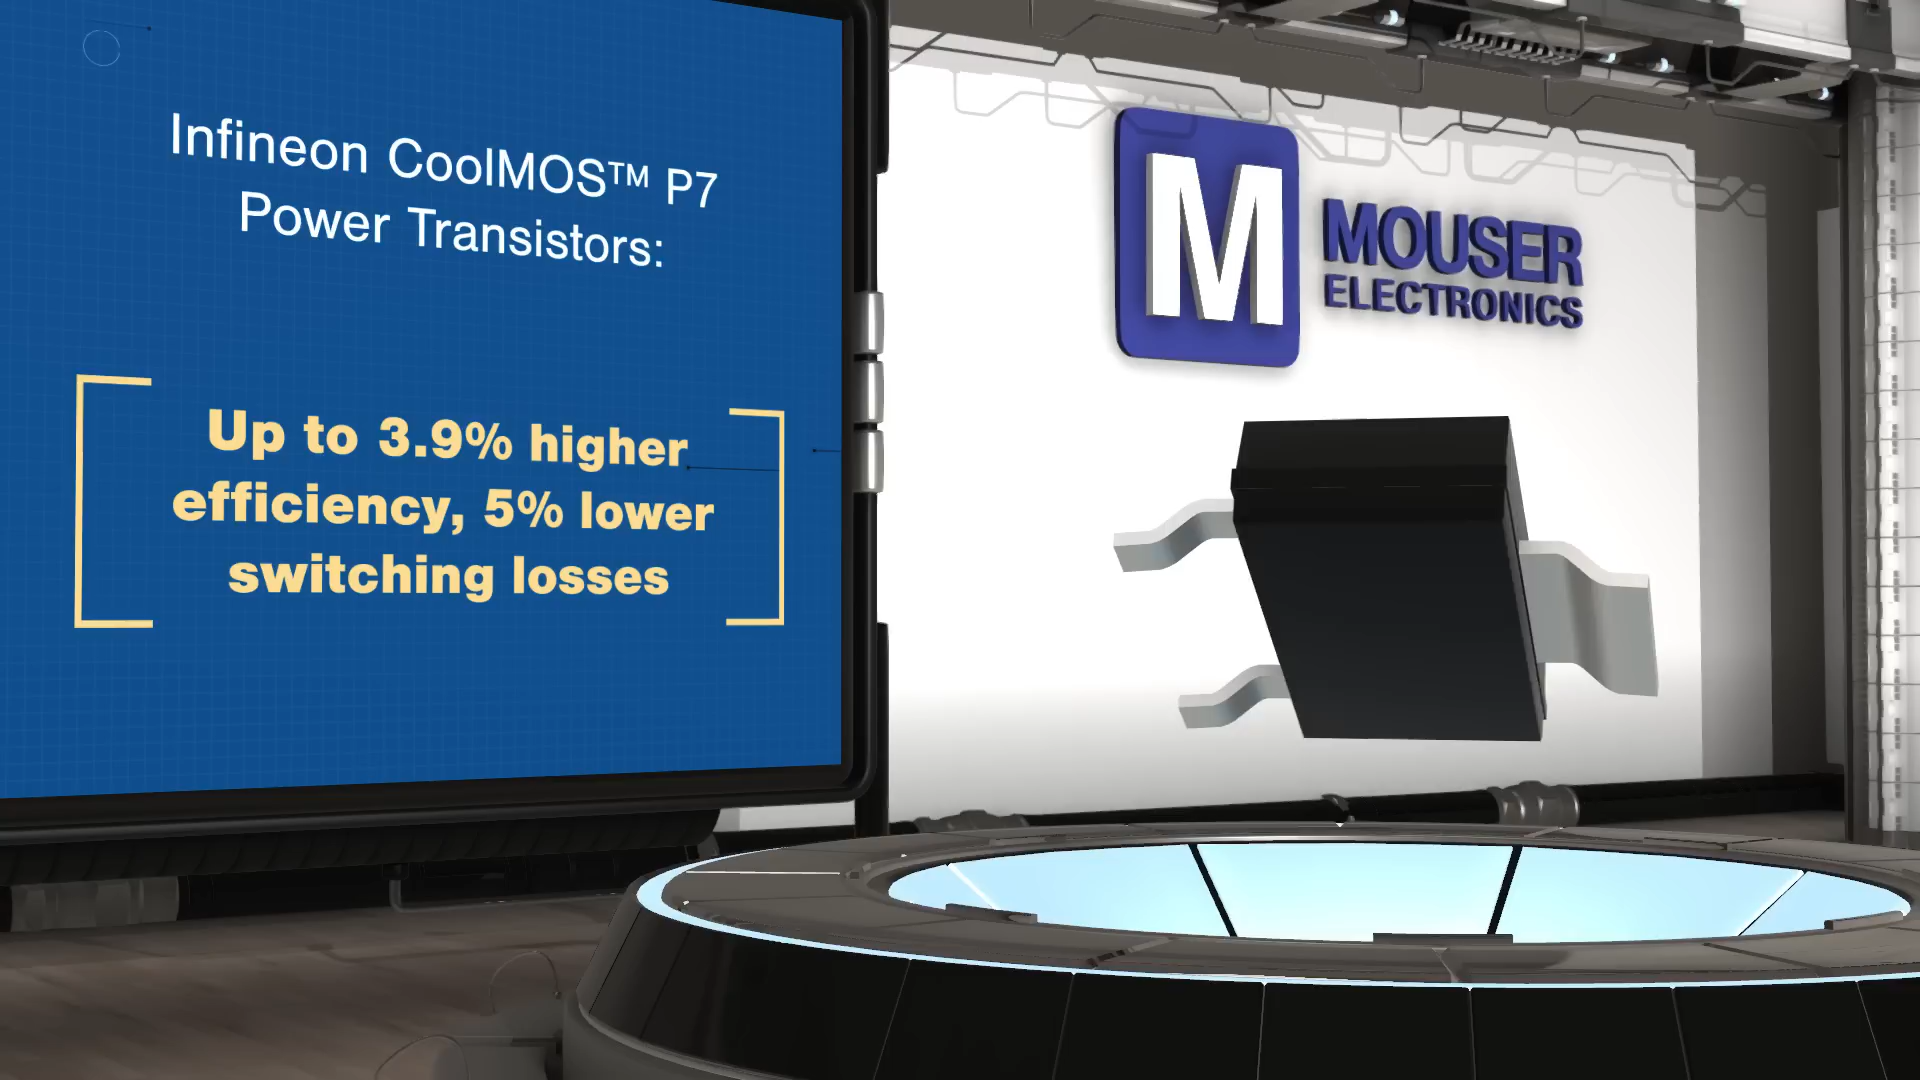 Infineon CoolMOS™ P7
Power Transistors:
Up to 3.9% higher
efficiency, 5% lower
switching losses
M
MOUSER
ELECTRONICS